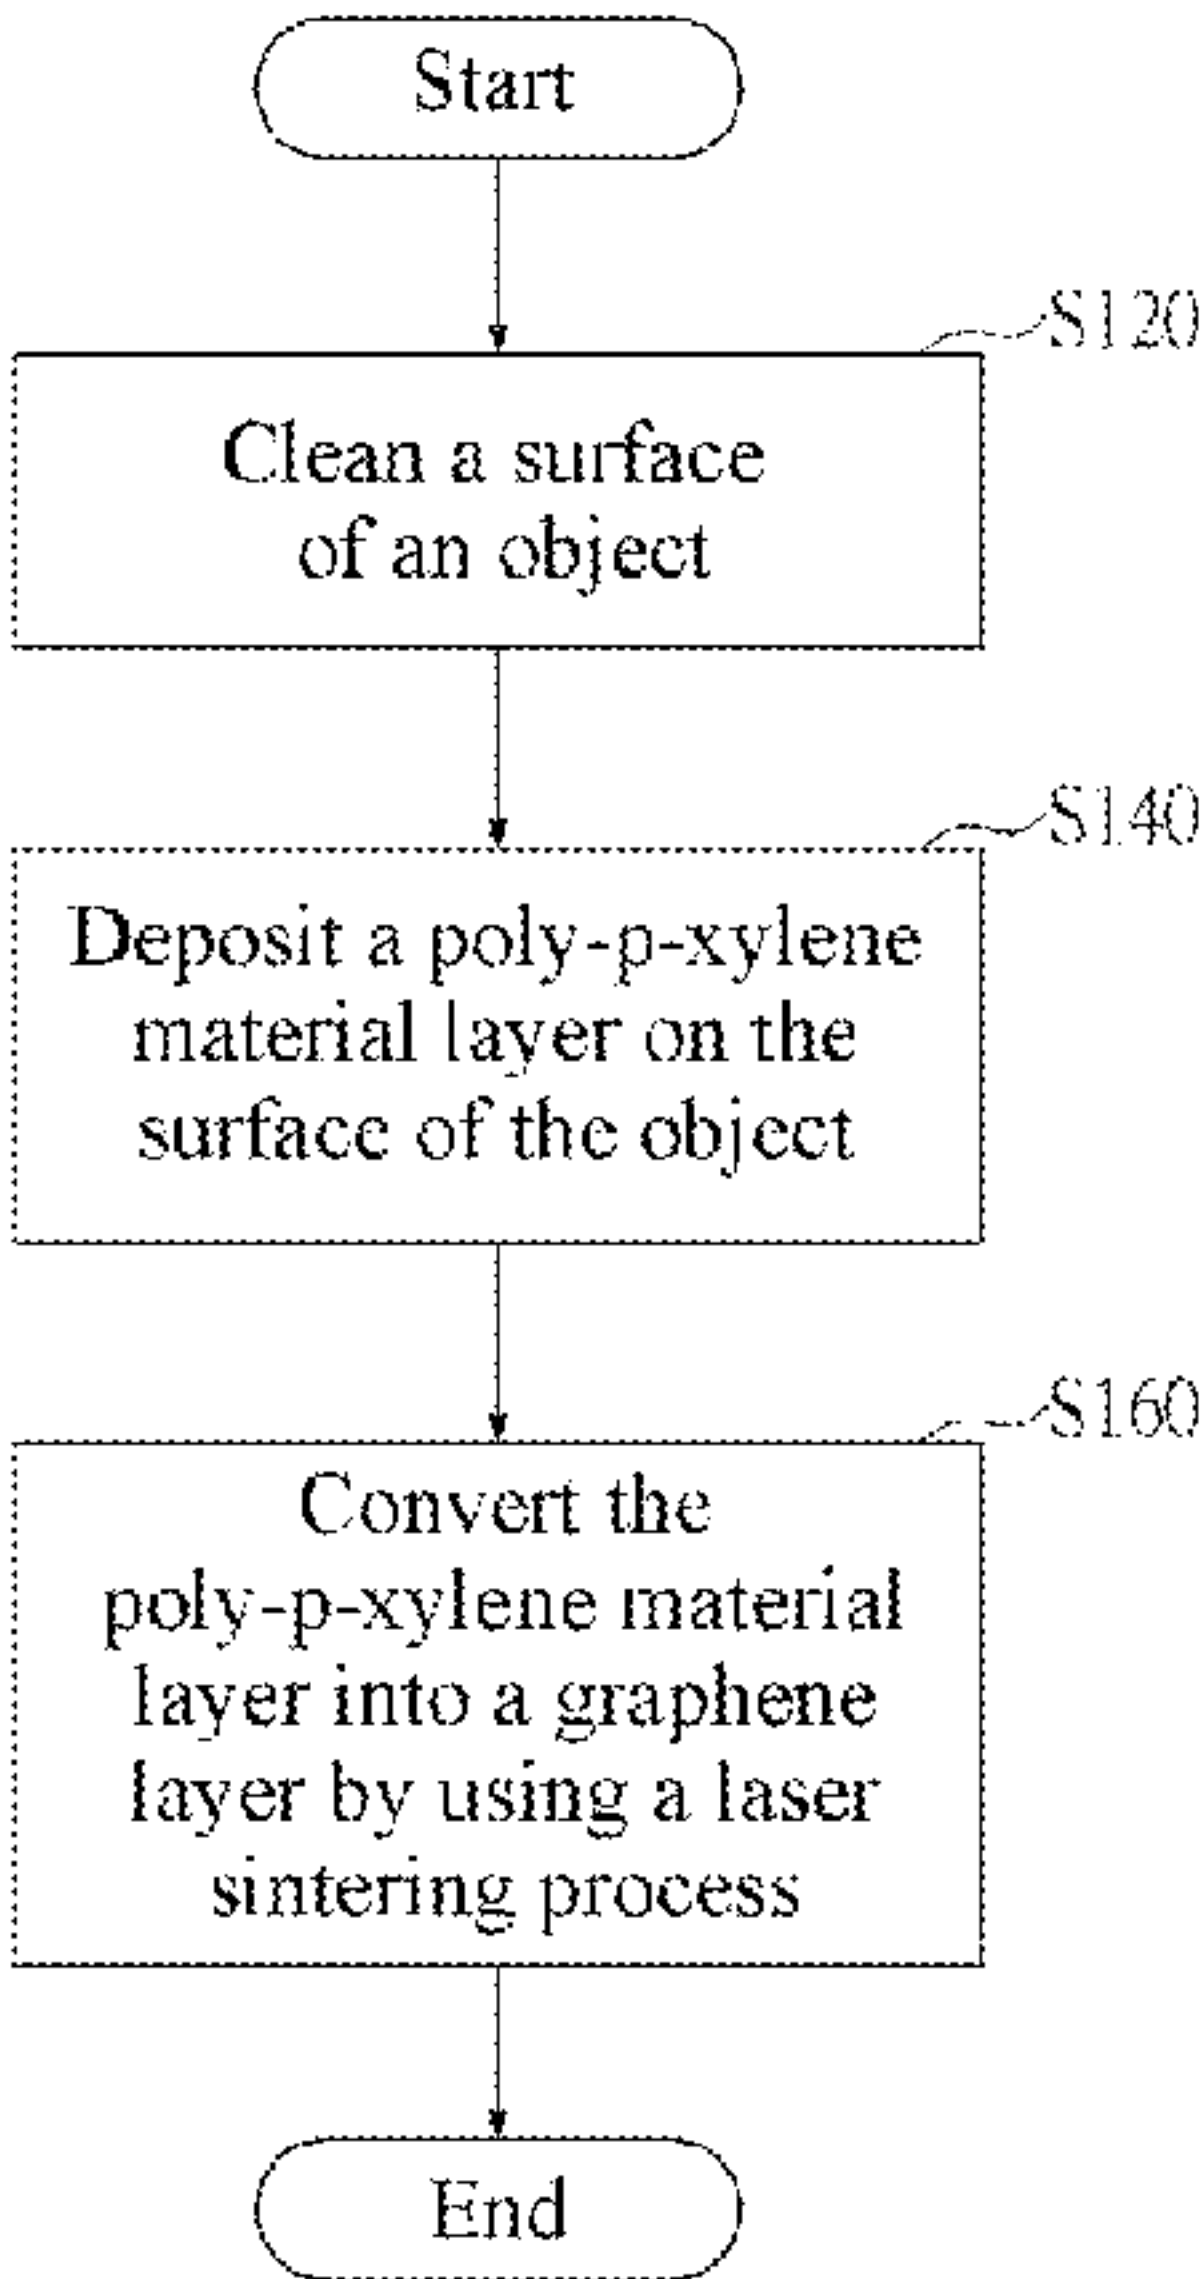 Start
S120
Clean a surface
of an object
S140
Deposit a poly-p-xylene
material layer on the
surface of the object
S160
Convert the
poly-p-xylene material
layer into a graphene
layer by using a laser
sintering process
End